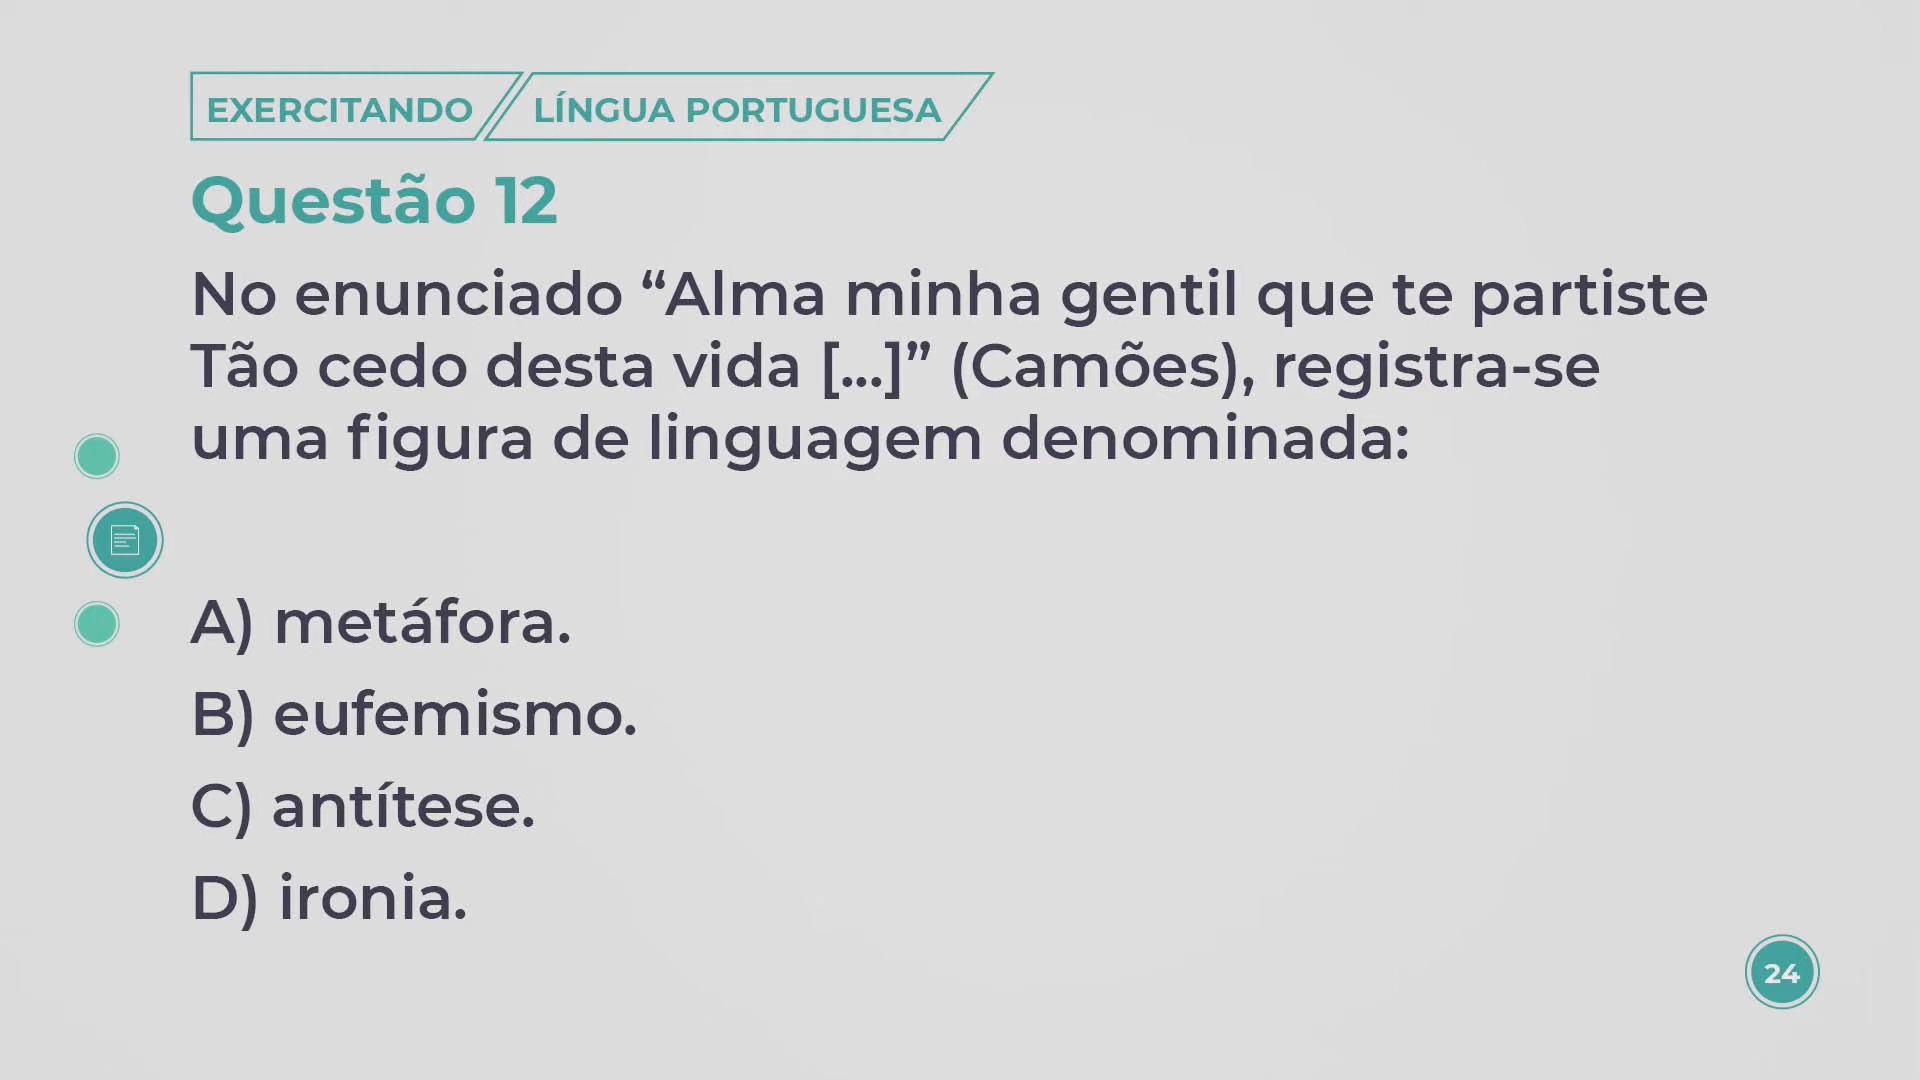 EXERCITANDO LÍNGUA PORTUGUESA
Questão 12
No enunciado “Alma minha gentil que te partiste
Tão cedo desta vida [...]” (Camões), registra-se
uma figura de linguagem denominada:
A) metáfora.
B) eufemismo.
C) antítese.
D) ironia.
24